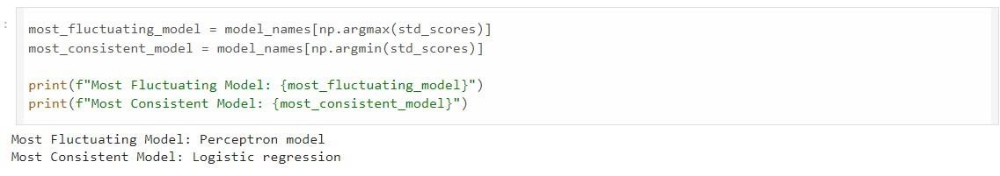 :
most_fluctuating_model = model_names[np.argmax(std_scores)]
most_consistent_model = model_names[np.argmin(std_scores)]
print(f"Most Fluctuating Model: {most_fluctuating_model}")
print(f"Most Consistent Model: {most_consistent_model}")
Most Fluctuating Model: Perceptron model
Most Consistent Model: Logistic regression